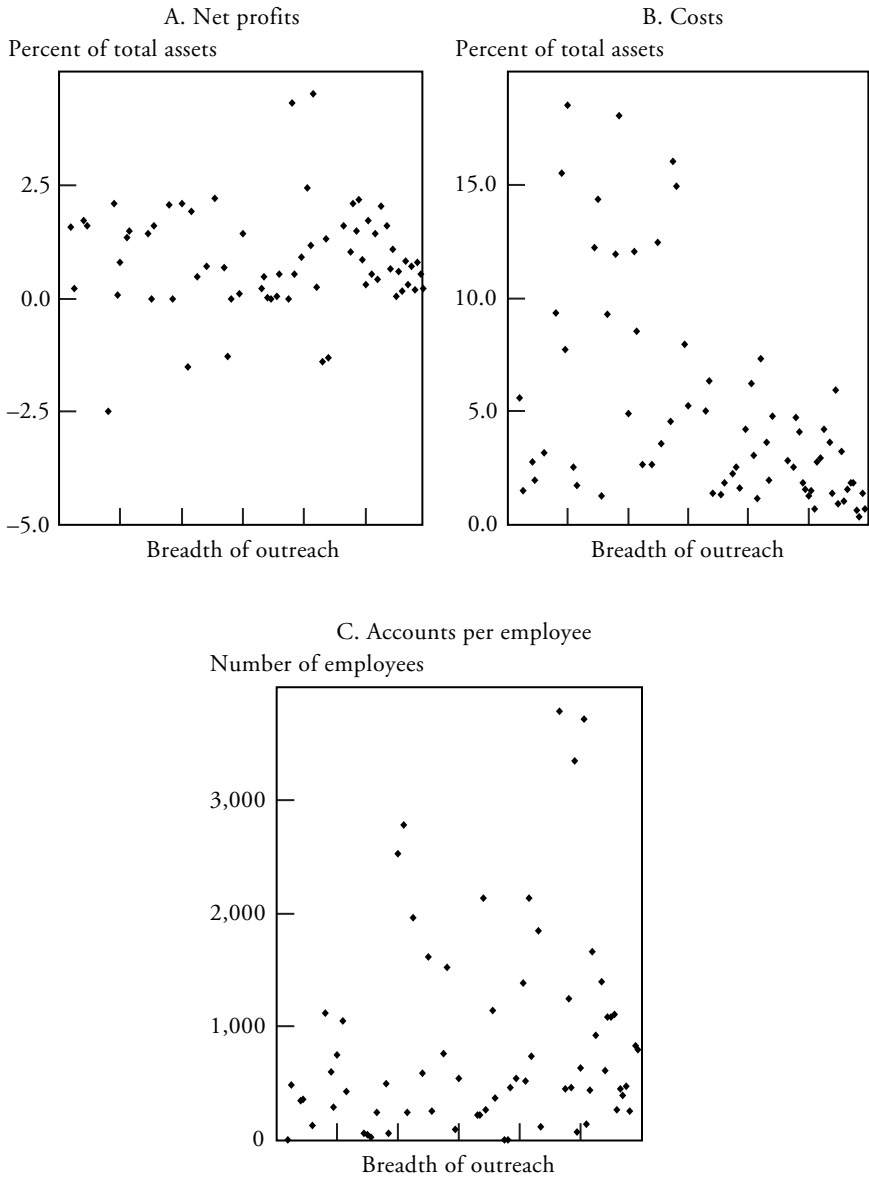 A. Net profits
Percent of total assets
2.5
0.0
–2.5
–5.0
Breadth of outreach
B. Costs
Percent of total assets
15.0
10.0
5.0
0.0
Breadth of outreach
C. Accounts per employee
Number of employees
3,000
2,000
1,000
0
Breadth of outreach